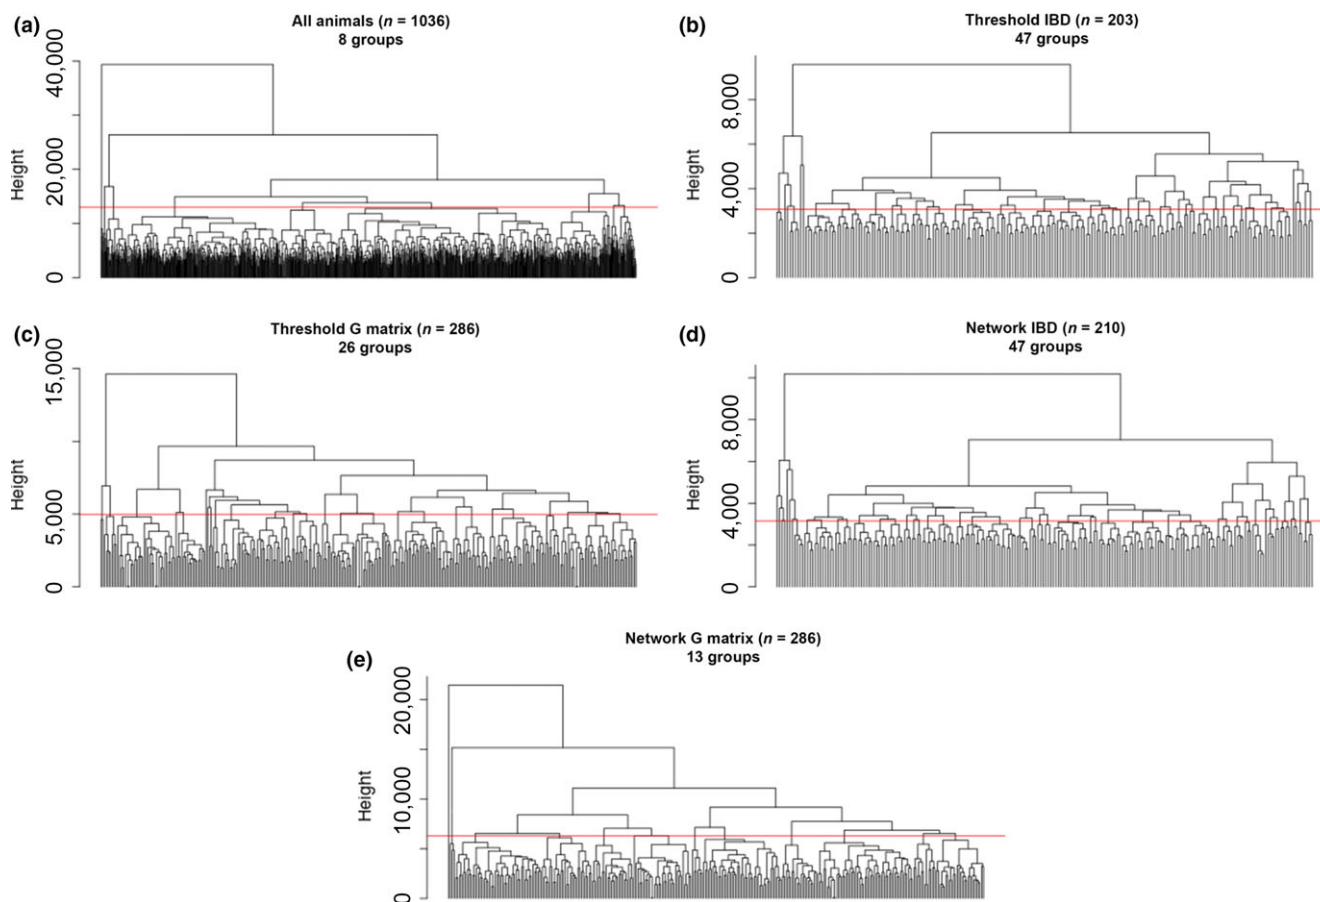 (a)
All animals (n = 1036)
8 groups
Height
40,000
20,000
0
(b)
Threshold IBD (n = 203)
47 groups
Height
8,000
4,000
0
(c)
Threshold G matrix (n = 286)
26 groups
Height
15,000
5,000
0
(d)
Network IBD (n = 210)
47 groups
Height
8,000
4,000
0
(e)
Network G matrix (n = 286)
13 groups
Height
20,000
10,000
0